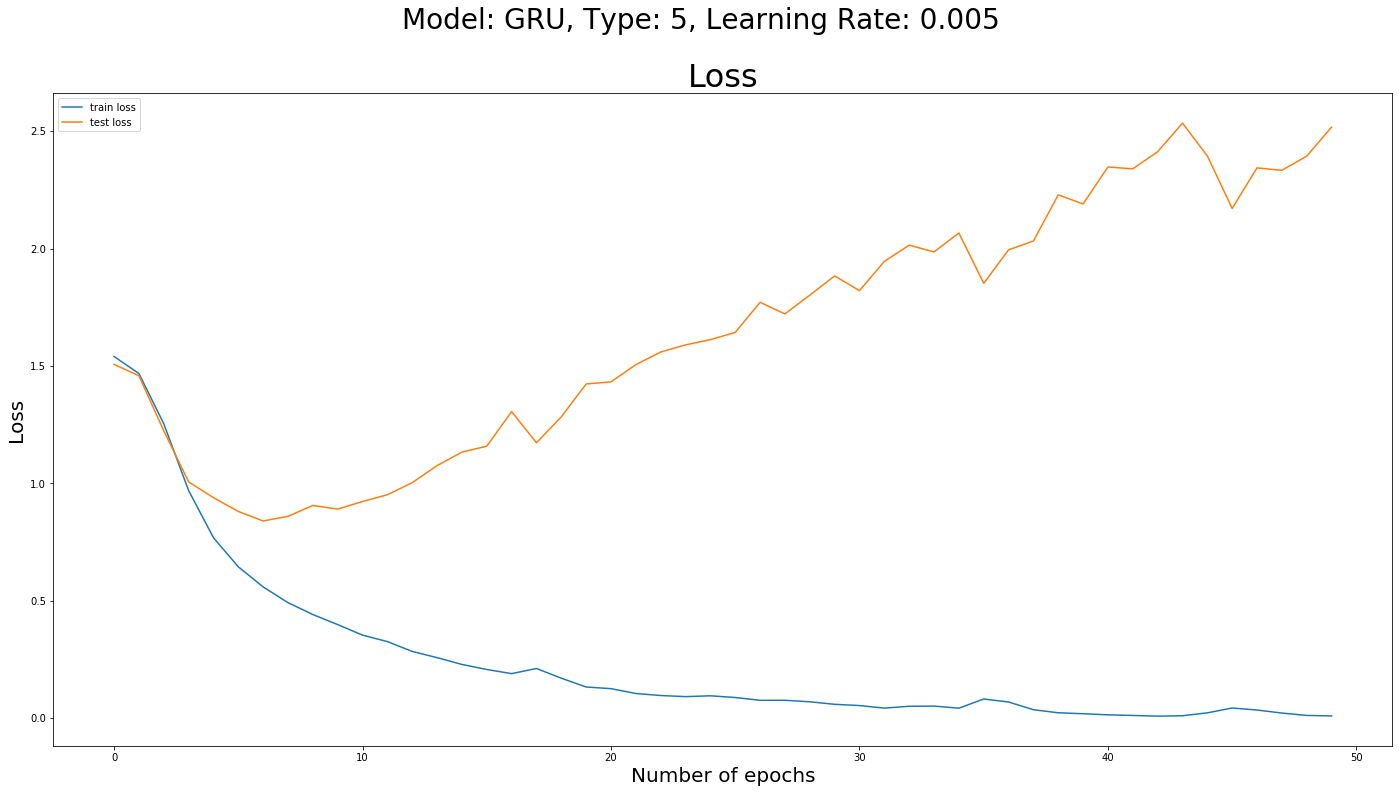 Model: GRU, Type: 5, Learning Rate: 0.005
Loss
train loss
test loss
2.5
2.0
1.5
1.0
0.5
0.0
Loss
0 10 20 30 40 50
Number of epochs